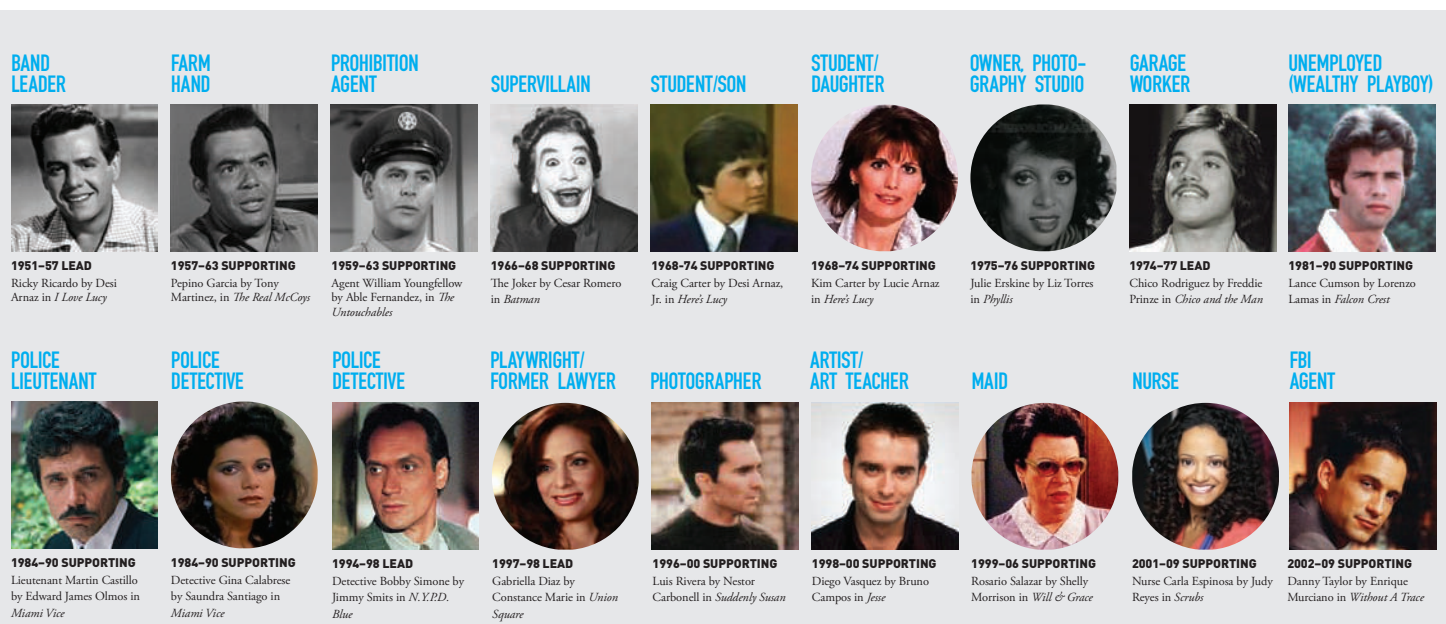 BAND
LEADER
FARM
HAND
PROHIBITION
AGENT
SUPERVILLAIN
STUDENT/SON
STUDENT/
DAUGHTER
OWNER, PHOTO-
GRAPHY STUDIO
GARAGE
WORKER
UNEMPLOYED
(WEALTHY PLAYBOY)
1951–57 LEAD
Ricky Ricardo by Desi
Arnaz in I Love Lucy
1957–63 SUPPORTING
Pepino Garcia by Tony
Martinez, in The Real McCoys
1959–63 SUPPORTING
Agent William Youngfellow
by Able Fernandez, in The
Untouchables
1966–68 SUPPORTING
The Joker by Cesar Romero
in Batman
1968-74 SUPPORTING
Craig Carter by Desi Arnaz,
Jr. in Here's Lucy
1968–74 SUPPORTING
Kim Carter by Lucie Arnaz
in Here's Lucy
1975–76 SUPPORTING
Julie Erskine by Liz Torres
in Phyllis
1974–77 LEAD
Chico Rodriguez by Freddie
Prinze in Chico and the Man
1981–90 SUPPORTING
Lance Cumson by Lorenzo
Lamas in Falcon Crest
POLICE
LIEUTENANT
POLICE
DETECTIVE
POLICE
DETECTIVE
PLAYWRIGHT/
FORMER LAWYER
PHOTOGRAPHER
ARTIST/
ART TEACHER
MAID
NURSE
FBI
AGENT
1984–90 SUPPORTING
Lieutenant Martin Castillo
by Edward James Olmos in
Miami Vice
1984–90 SUPPORTING
Detective Gina Calabrese
by Saundra Santiago in
Miami Vice
1994–98 LEAD
Detective Bobby Simone by
Jimmy Smits in N.Y.P.D.
Blue
1997–98 LEAD
Gabriella Diaz by
Constance Marie in Union
Square
1996–00 SUPPORTING
Luis Rivera by Nestor
Carbonell in Suddenly Susan
1998–00 SUPPORTING
Diego Vasquez by Bruno
Campos in Jesse
1999–06 SUPPORTING
Rosario Salazar by Shelly
Morrison in Will & Grace
2001–09 SUPPORTING
Nurse Carla Espinosa by Judy
Reyes in Scrubs
2002–09 SUPPORTING
Danny Taylor by Enrique
Murciano in Without A Trace